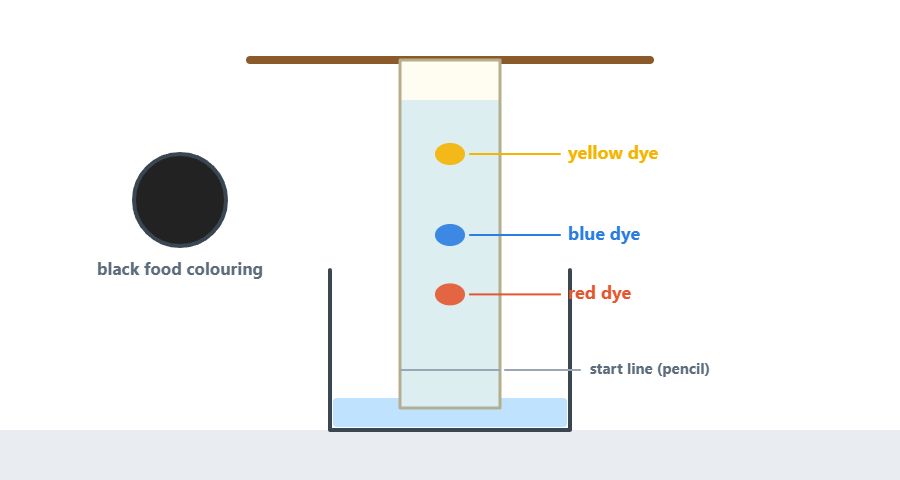 yellow dye
blue dye
black food colouring
red dye
start line (pencil)